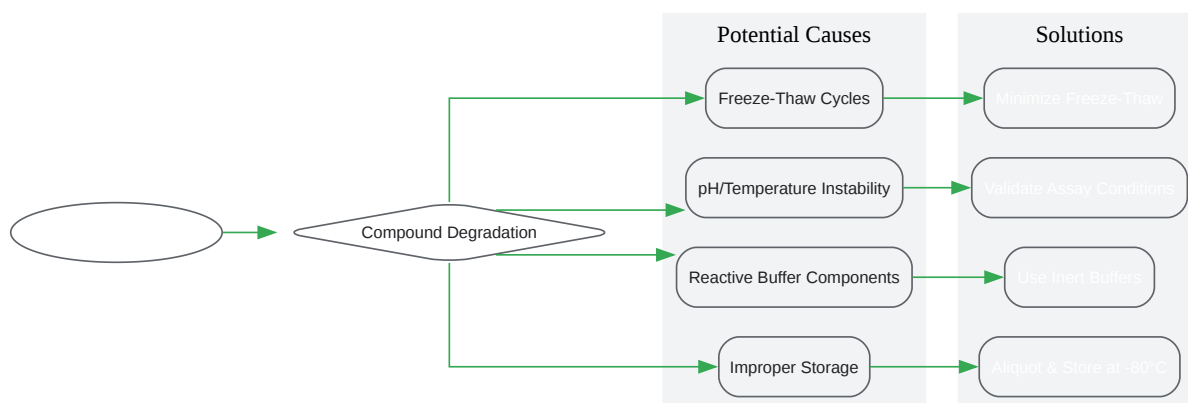 Potential Causes
Solutions
Freeze-Thaw Cycles
Minimize Freeze-Thaw
pH/Temperature Instability
Validate Assay Conditions
Compound Degradation
Reactive Buffer Components
Use Inert Buffers
Improper Storage
Aliquot & Store at -80°C